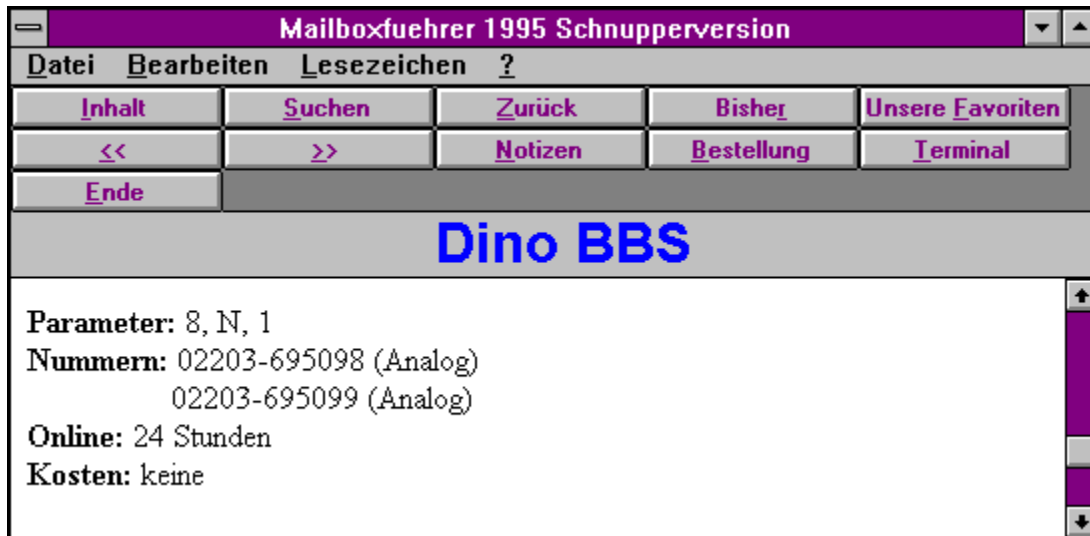 Mailboxfuehrer 1995 Schnupperversion
Datei Bearbeiten Lesezeichen ?
Inhalt Suchen Zurück Bisher Unsere Favoriten
<< >> Notizen Bestellung Terminal
Ende
Dino BBS
Parameter: 8, N, 1
Nummern: 02203-695098 (Analog)
02203-695099 (Analog)
Online: 24 Stunden
Kosten: keine